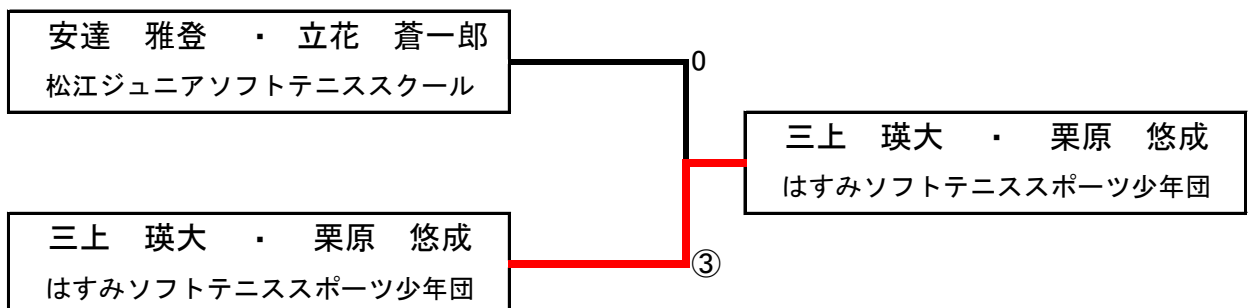 安達　雅登　・　立花　蒼一郎
松江ジュニアソフトテニススクール
0
三上　瑛大　・　栗原　悠成
はすみソフトテニススポーツ少年団
三上　瑛大　・　栗原　悠成
はすみソフトテニススポーツ少年団
③